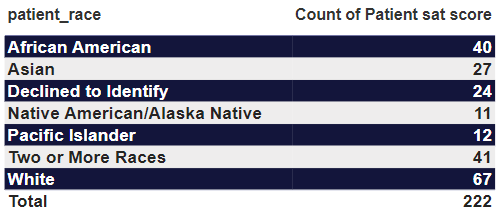 patient_race Count of Patient sat score
African American 40
Asian 27
Declined to Identify 24
Native American/Alaska Native 11
Pacific Islander 12
Two or More Races 41
White 67
Total 222